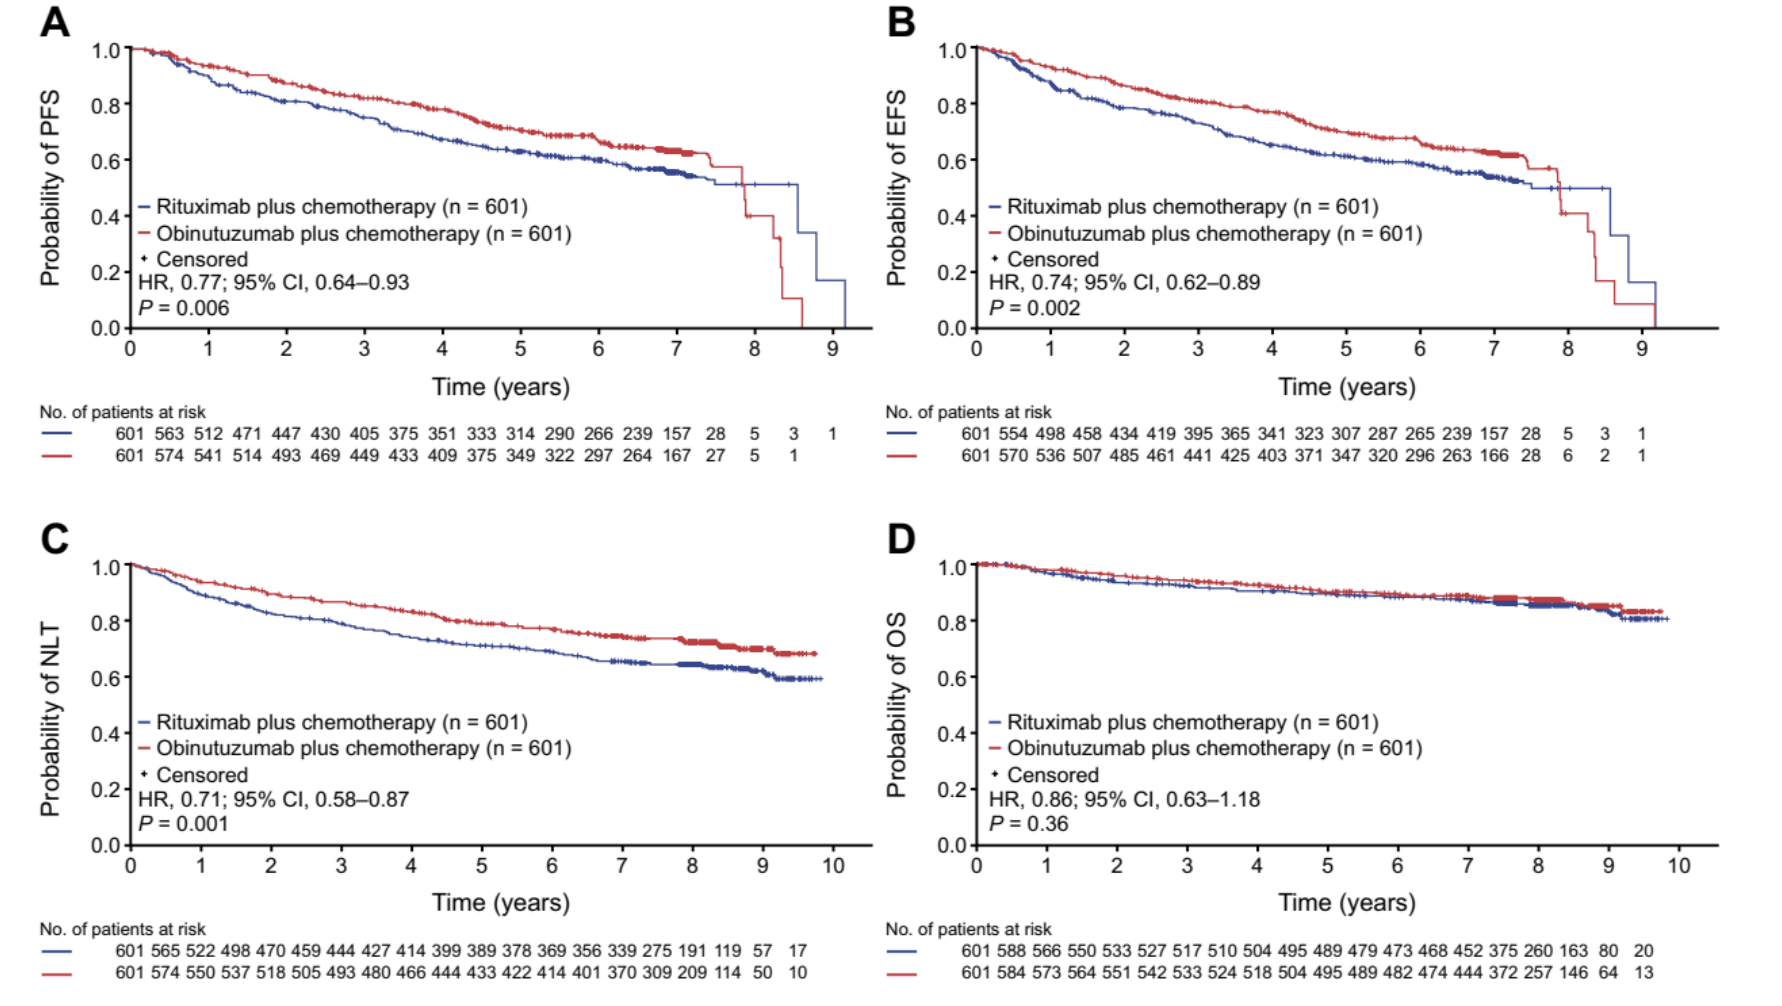 A
Probability of PFS
1.0
0.8
0.6
0.4
0.2
0.0
Rituximab plus chemotherapy (n = 601)
Obinutuzumab plus chemotherapy (n = 601)
+ Censored
HR, 0.77; 95% CI, 0.64–0.93
P = 0.006
0 1 2 3 4 5 6 7 8 9
Time (years)
No. of patients at risk
601 563 512 471 447 430 405 375 351 333 314 290 266 239 157 28 5 3 1
601 574 541 514 493 469 449 433 409 375 349 322 297 264 167 27 5 1
B
Probability of EFS
1.0
0.8
0.6
0.4
0.2
0.0
Rituximab plus chemotherapy (n = 601)
Obinutuzumab plus chemotherapy (n = 601)
+ Censored
HR, 0.74; 95% CI, 0.62–0.89
P = 0.002
0 1 2 3 4 5 6 7 8 9
Time (years)
No. of patients at risk
601 554 498 458 434 419 395 365 341 323 307 287 265 239 157 28 5 3 1
601 570 536 507 485 461 441 425 403 371 347 320 296 263 166 28 6 2 1
C
Probability of NLT
1.0
0.8
0.6
0.4
0.2
0.0
Rituximab plus chemotherapy (n = 601)
Obinutuzumab plus chemotherapy (n = 601)
+ Censored
HR, 0.71; 95% CI, 0.58–0.87
P = 0.001
0 1 2 3 4 5 6 7 8 9 10
Time (years)
No. of patients at risk
601 565 522 498 470 459 444 427 414 399 389 378 369 356 339 275 191 119 57 17
601 574 550 537 518 505 493 480 466 444 433 422 414 401 370 309 209 114 50 10
D
Probability of OS
1.0
0.8
0.6
0.4
0.2
0.0
Rituximab plus chemotherapy (n = 601)
Obinutuzumab plus chemotherapy (n = 601)
+ Censored
HR, 0.86; 95% CI, 0.63–1.18
P = 0.36
0 1 2 3 4 5 6 7 8 9 10
Time (years)
No. of patients at risk
601 588 566 550 533 527 517 510 504 495 489 479 473 468 452 375 260 163 80 20
601 584 573 564 551 542 533 524 518 504 495 489 482 474 444 372 257 146 64 13